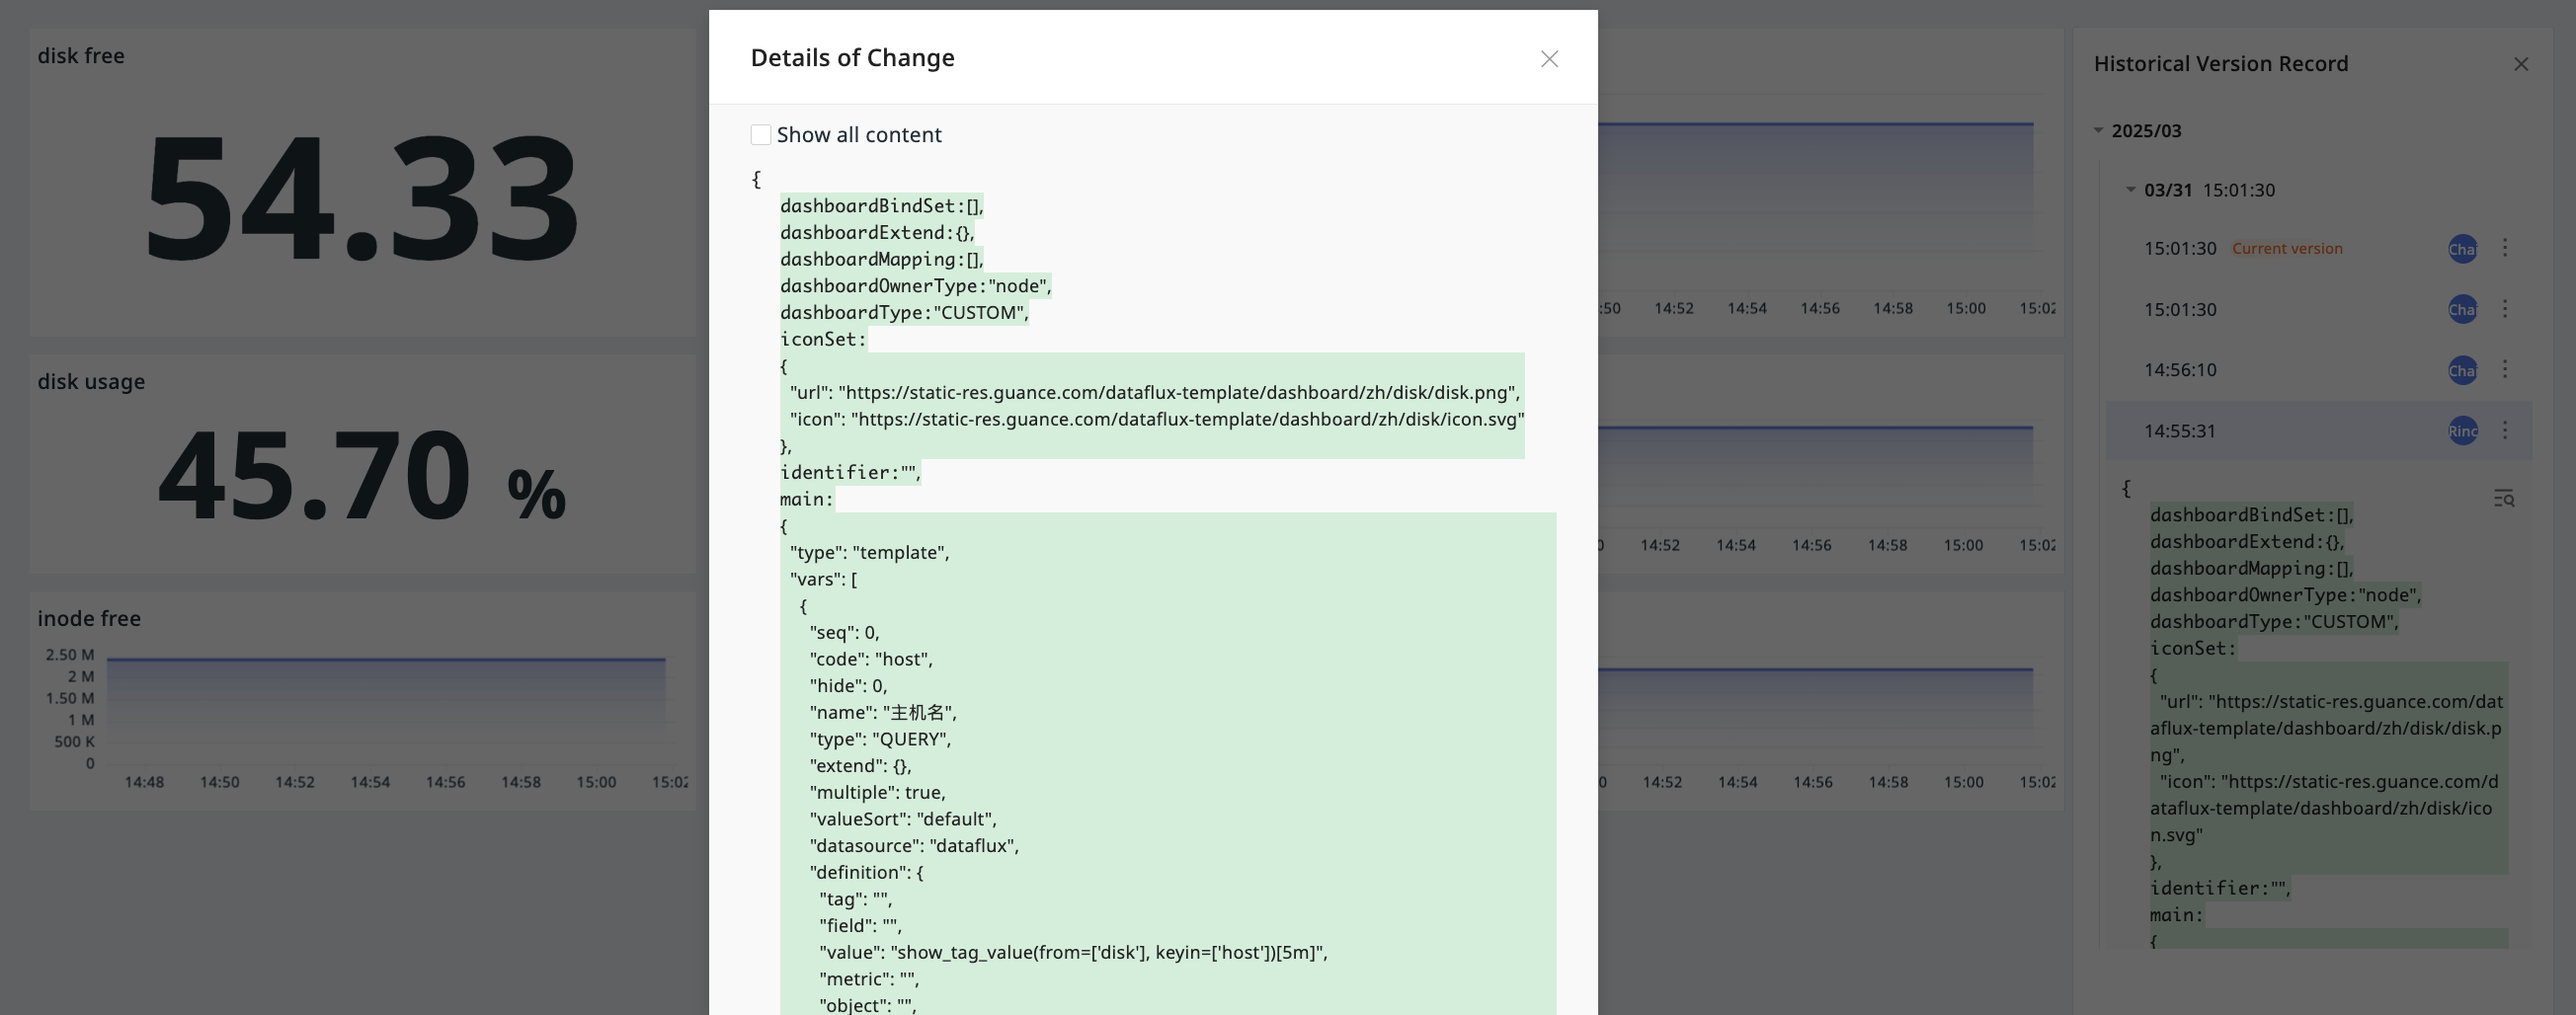 disk free
54.33
disk usage
45.70 %
inode free
2.50 M
2 M
1.50 M
1 M
500 K
0
14:48 14:50 14:52 14:54 14:56 14:58 15:00 15:02
Details of Change
Show all content
{
dashboardBindSet:[],
dashboardExtend:{},
dashboardMapping:[],
dashboardOwnerType:"node",
dashboardType:"CUSTOM",
iconSet:
{
"url": "https://static-res.guance.com/dataflux-template/dashboard/zh/disk/disk.png",
"icon": "https://static-res.guance.com/dataflux-template/dashboard/zh/disk/icon.svg"
},
identifier:"",
main:
{
"type": "template",
"vars": [
{
"seq": 0,
"code": "host",
"hide": 0,
"name": "主机名",
"type": "QUERY",
"extend": {},
"multiple": true,
"valueSort": "default",
"datasource": "dataflux",
"definition": {
"tag": "",
"field": "",
"value": "show_tag_value(from=['disk'], keyin=['host'])[5m]",
"metric": "",
"object": "",
:50 14:52 14:54 14:56 14:58 15:00 15:02
0 14:52 14:54 14:56 14:58 15:00 15:02
0 14:52 14:54 14:56 14:58 15:00 15:02
Historical Version Record
2025/03
03/31 15:01:30
15:01:30 Current version Cha
15:01:30 Cha
14:56:10 Cha
14:55:31 Rinc
{
dashboardBindSet:[],
dashboardExtend:{},
dashboardMapping:[],
dashboardOwnerType:"node",
dashboardType:"CUSTOM",
iconSet:
{
"url": "https://static-res.guance.com/dat
aflux-template/dashboard/zh/disk/disk.p
ng",
"icon": "https://static-res.guance.com/d
ataflux-template/dashboard/zh/disk/ico
n.svg"
},
identifier:"",
main:
{